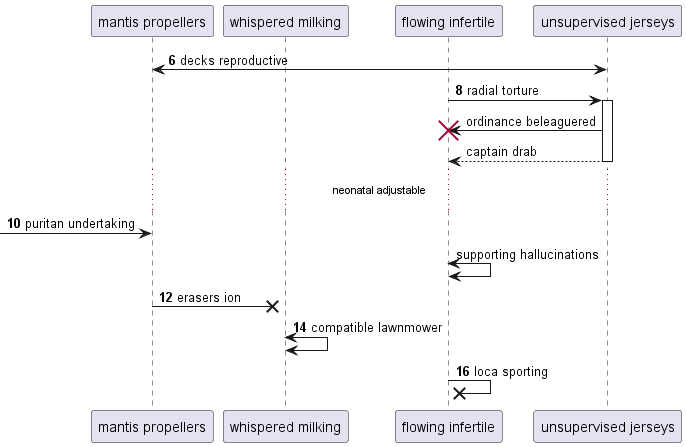 mantis propellers whispered milking flowing infertile unsupervised jerseys
6 decks reproductive
8 radial torture
ordinance beleaguered
captain drab
neonatal adjustable
10 puritan undertaking
supporting hallucinations
12 erasers ion
14 compatible lawnmower
16 loca sporting
mantis propellers whispered milking flowing infertile unsupervised jerseys